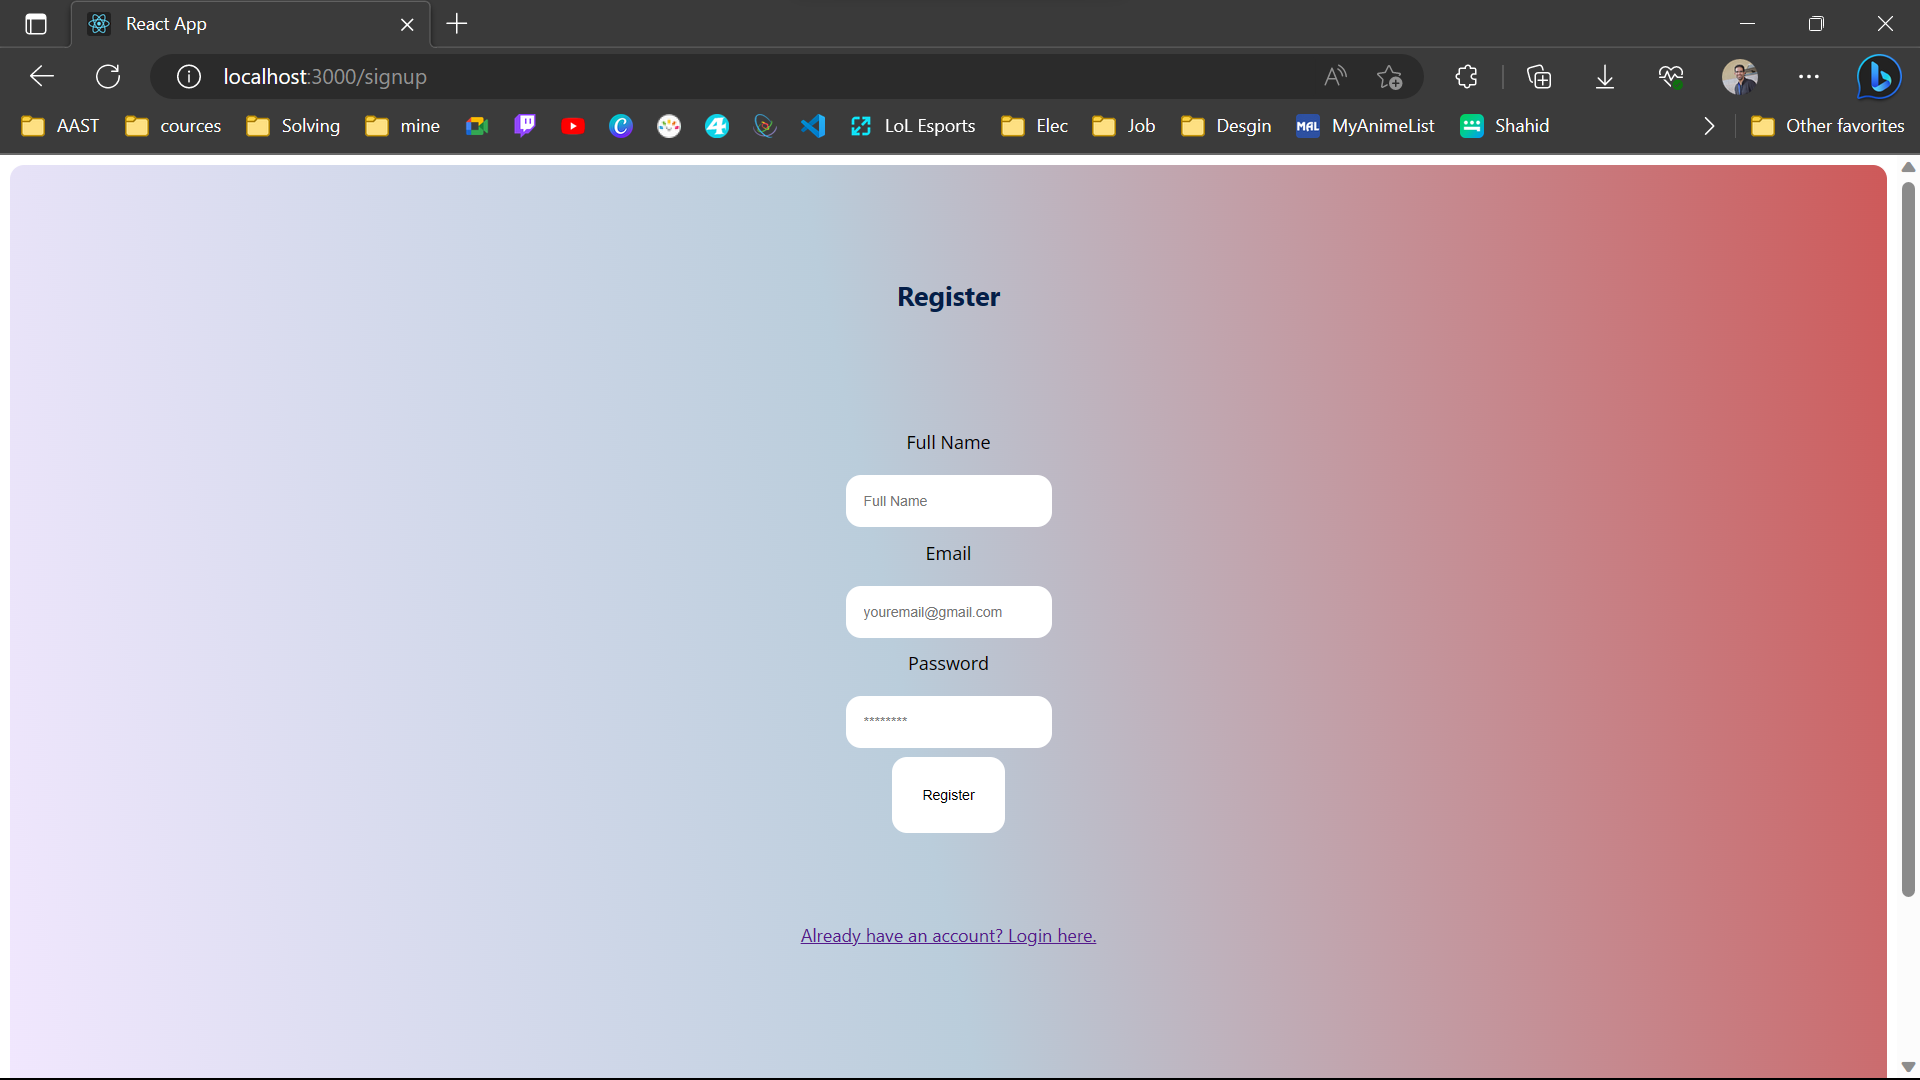 React App
localhost:3000/signup
AAST cources Solving mine LoL Esports Elec Job Desgin MAL MyAnimeList Shahid Other favorites
Register
Full Name
Full Name
Email
youremail@gmail.com
Password
********
Register
Already have an account? Login here.